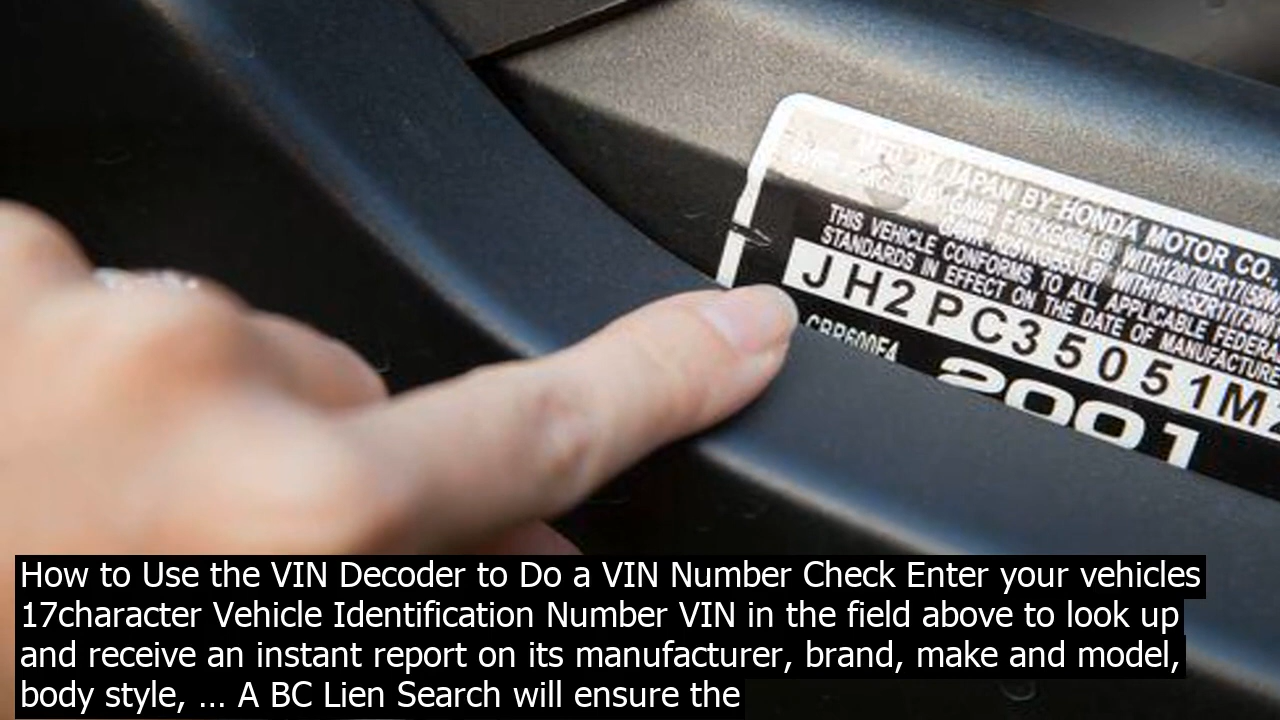 JAPAN BY HONDA MOTOR CO.,
THIS VEHICLE CONFORMS TO ALL APPLICABLE FEDERA
STANDARDS IN EFFECT ON THE DATE OF MANUFACTURE
JH2PC35051M
CBR600F4
2001
How to Use the VIN Decoder to Do a VIN Number Check Enter your vehicles
17character Vehicle Identification Number VIN in the field above to look up
and receive an instant report on its manufacturer, brand, make and model,
body style, ... A BC Lien Search will ensure the